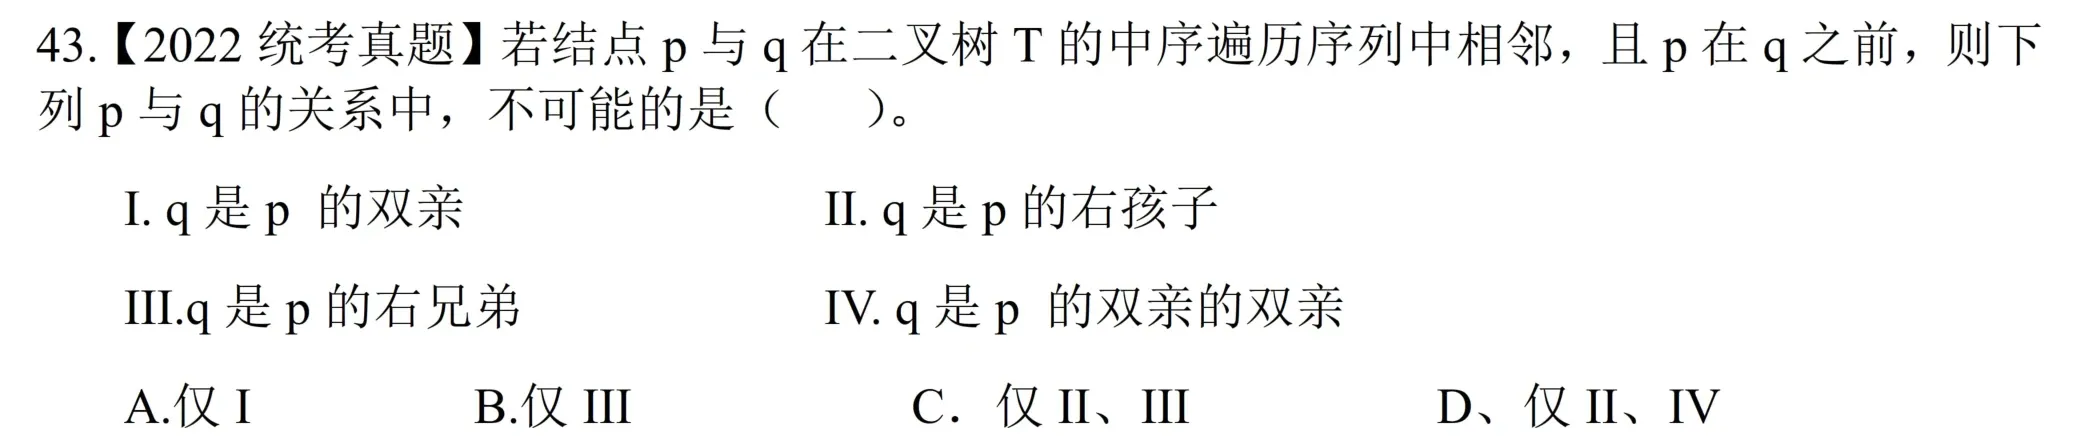 43.【2022 统考真题】若结点 p 与 q 在二叉树 T 的中序遍历序列中相邻，且 p 在 q 之前，则下
列 p 与 q 的关系中，不可能的是（ ）。
I. q 是 p 的双亲 II. q 是 p 的右孩子
III.q 是 p 的右兄弟 IV. q 是 p 的双亲的双亲
A.仅 I B.仅 III C．仅 II、III D、仅 II、IV